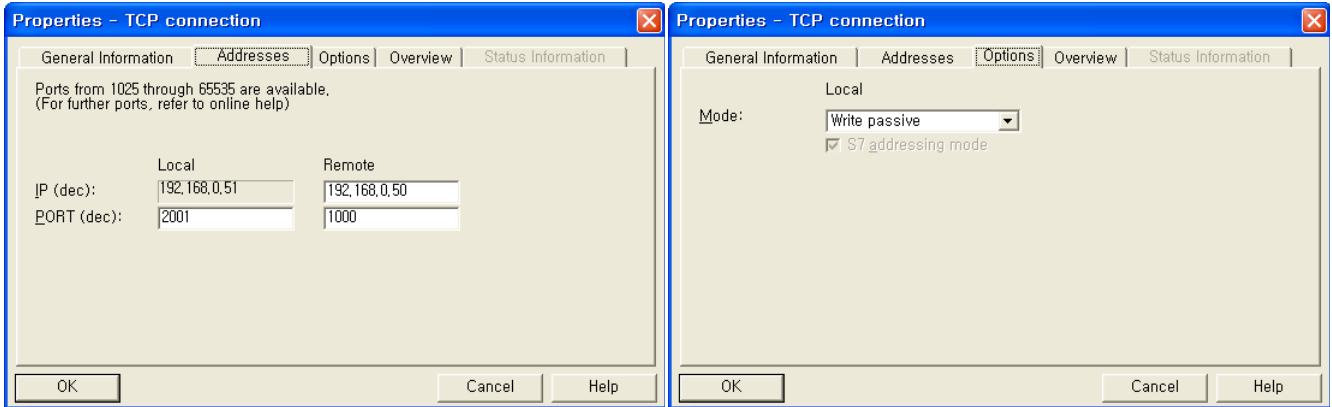 Properties - TCP connection
General Information Addresses Options Overview Status Information
Ports from 1025 through 65535 are available,
(For further ports, refer to online help)
Local Remote
IP (dec): 192,168,0,51 192,168,0,50
PORT (dec): 2001 1000
OK Cancel Help
Properties - TCP connection
General Information Addresses Options Overview Status Information
Local
Mode: Write passive
S7 addressing mode
OK Cancel Help